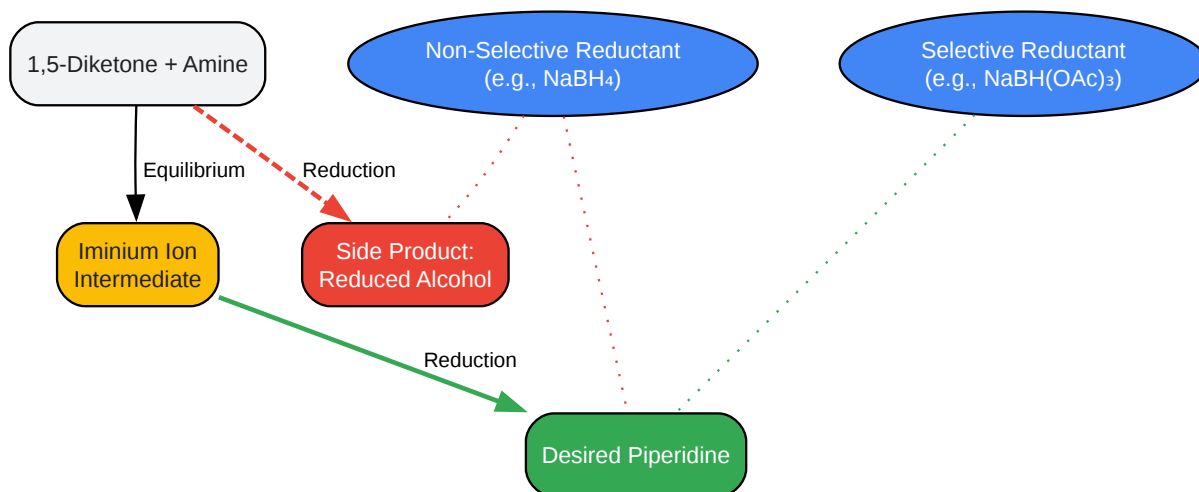 1,5-Diketone + Amine
Non-Selective Reductant
(e.g., NaBH₄)
Selective Reductant
(e.g., NaBH(OAc)₃)
Equilibrium
Reduction
Iminium Ion
Intermediate
Side Product:
Reduced Alcohol
Reduction
Desired Piperidine